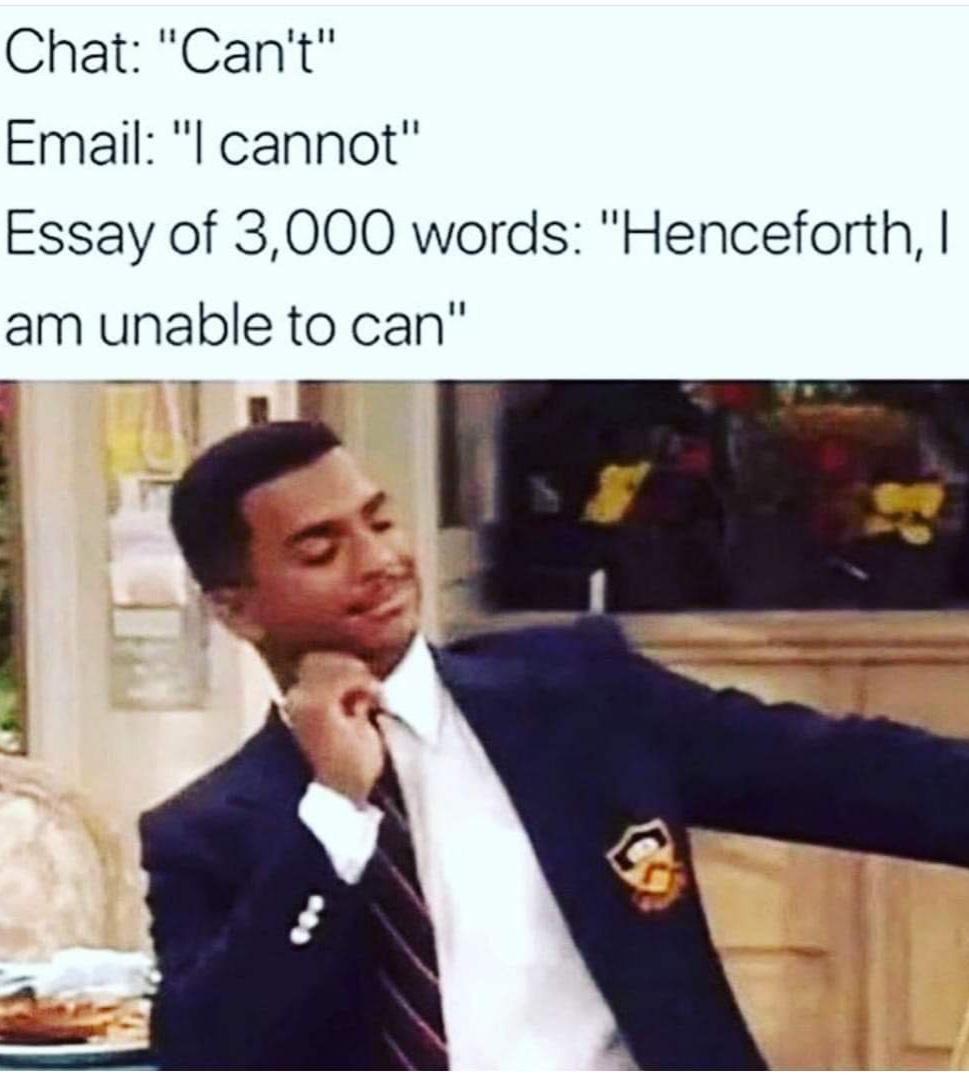 Chat: "Can't"
Email: "I cannot"
Essay of 3,000 words: "Henceforth, I
am unable to can"